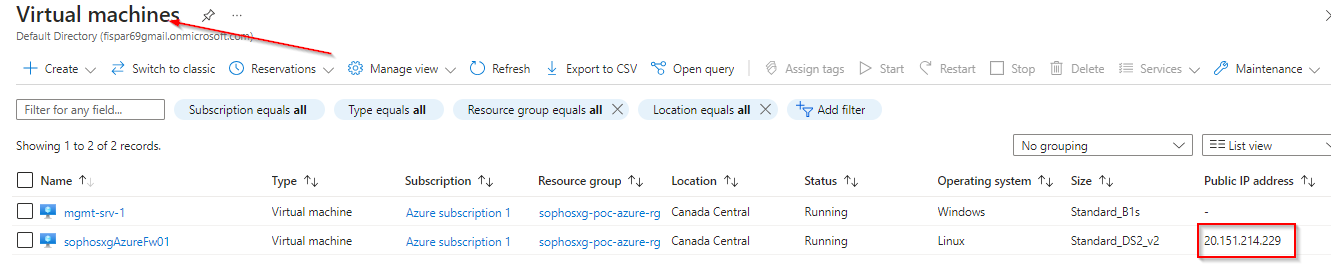 Virtual machines ...
Default Directory (fispar69gmail.onmicrosoft.com)
Create Switch to classic Reservations Manage view Refresh Export to CSV Open query Assign tags Start Restart Stop Delete Services Maintenance
Filter for any field... Subscription equals all Type equals all Resource group equals all Location equals all Add filter
Showing 1 to 2 of 2 records. No grouping List view
Name Type Subscription Resource group Location Status Operating system Size Public IP address
mgmt-srv-1 Virtual machine Azure subscription 1 sophosxg-poc-azure-rg Canada Central Running Windows Standard_B1s -
sophosxgAzureFw01 Virtual machine Azure subscription 1 sophosxg-poc-azure-rg Canada Central Running Linux Standard_DS2_v2 20.151.214.229